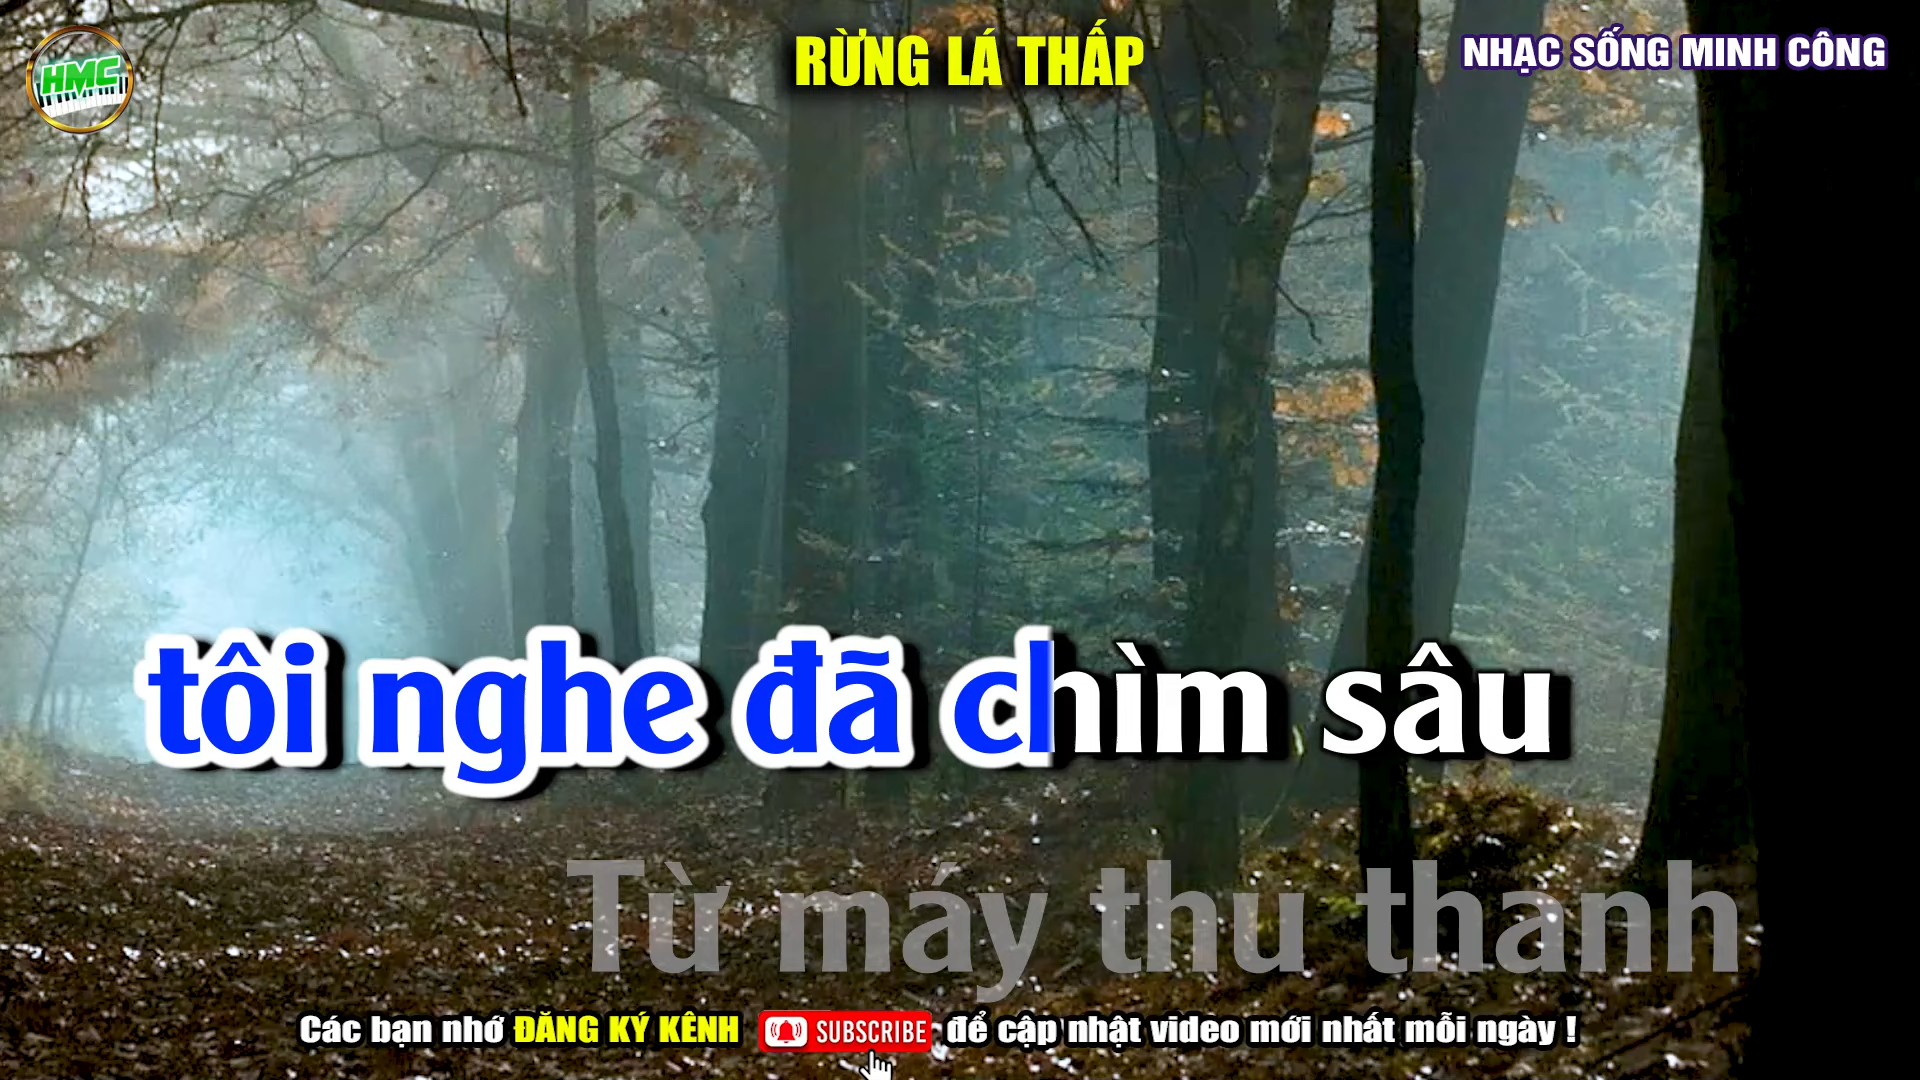 HMC
RỪNG LÁ THẤP
NHẠC SỐNG MINH CÔNG
tôi nghe đã chìm sâu
Từ máy thu thanh
Các bạn nhớ ĐĂNG KÝ KÊNH SUBSCRIBE để cập nhật video mới nhất mỗi ngày !